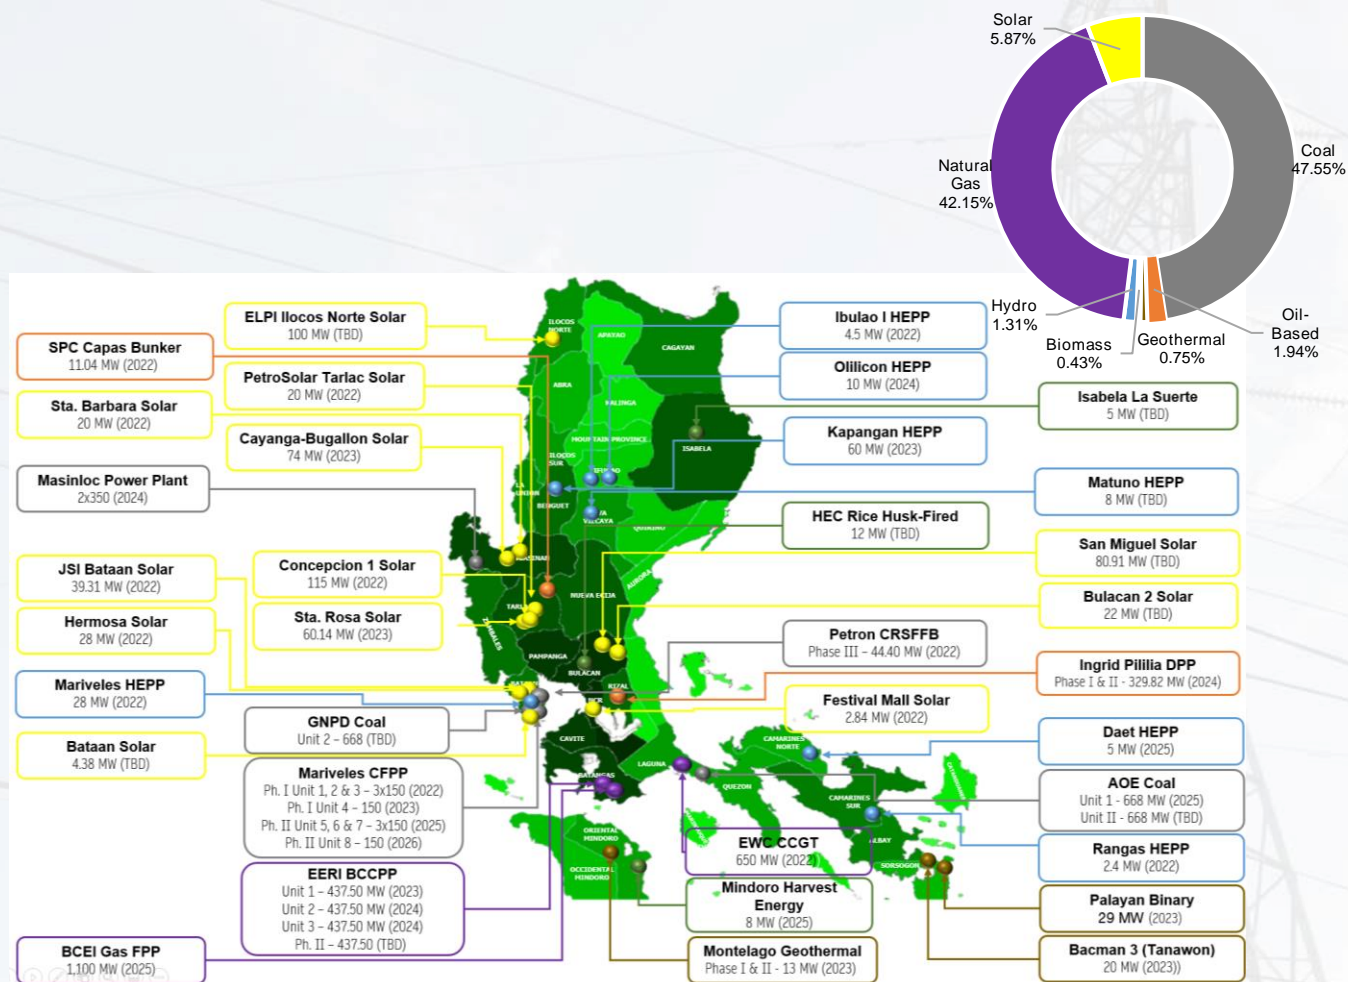 Solar
5.87%
Coal
47.55%
Natural
Gas
42.15%
Hydro
1.31%
Biomass
0.43%
Geothermal
0.75%
Oil-
Based
1.94%
ELPI Ilocos Norte Solar
100 MW (TBD)
SPC Capas Bunker
11.04 MW (2022)
PetroSolar Tarlac Solar
20 MW (2022)
Sta. Barbara Solar
20 MW (2022)
Cayanga-Bugallon Solar
74 MW (2023)
Masinloc Power Plant
2x350 (2024)
JSI Bataan Solar
39.31 MW (2022)
Concepcion 1 Solar
115 MW (2022)
Hermosa Solar
28 MW (2022)
Sta. Rosa Solar
60.14 MW (2023)
Mariveles HEPP
28 MW (2022)
GNPD Coal
Unit 2 – 668 (TBD)
Bataan Solar
4.38 MW (TBD)
Mariveles CFPP
Ph. I Unit 1, 2 & 3 – 3x150 (2022)
Ph. I Unit 4 – 150 (2023)
Ph. II Unit 5, 6 & 7 – 3x150 (2025)
Ph. II Unit 8 – 150 (2026)
EERI BCCPP
Unit 1 – 437.50 MW (2023)
Unit 2 – 437.50 MW (2024)
Unit 3 – 437.50 MW (2024)
Ph. II – 437.50 (TBD)
BCEI Gas FPP
1,100 MW (2025)
Ibulao I HEPP
4.5 MW (2022)
Olilicon HEPP
10 MW (2024)
Isabela La Suerte
5 MW (TBD)
Kapangan HEPP
60 MW (2023)
Matuno HEPP
8 MW (TBD)
HEC Rice Husk-Fired
12 MW (TBD)
San Miguel Solar
80.91 MW (TBD)
Bulacan 2 Solar
22 MW (TBD)
Petron CRSFFB
Phase III – 44.40 MW (2022)
Ingrid Pililia DPP
Phase I & II - 329.82 MW (2024)
Festival Mall Solar
2.84 MW (2022)
Daet HEPP
5 MW (2025)
AOE Coal
Unit 1 - 668 MW (2025)
Unit II - 668 MW (TBD)
EWC CCGT
650 MW (2022)
Rangas HEPP
2.4 MW (2022)
Mindoro Harvest
Energy
8 MW (2025)
Palayan Binary
29 MW (2023)
Montelago Geothermal
Phase I & II - 13 MW (2023)
Bacman 3 (Tanawon)
20 MW (2023))
ILOCOS
NORTE
APAYAO
CAGAYAN
ABRA
KALINGA
MOUNTAIN PROVINCE
ILOCOS
SUR
ISABELA
LA
UNION
BENGUET
QUIRINO
AURORA
NUEVA ECIJA
ZAMBALES
PAMPANGA
BULACAN
RIZAL
CAVITE
LAGUNA
BATANGAS
QUEZON
CAMARINES
NORTE
CAMARINES
SUR
ALBAY
SORSOGON
ORIENTAL
MINDORO
OCCIDENTAL
MINDORO